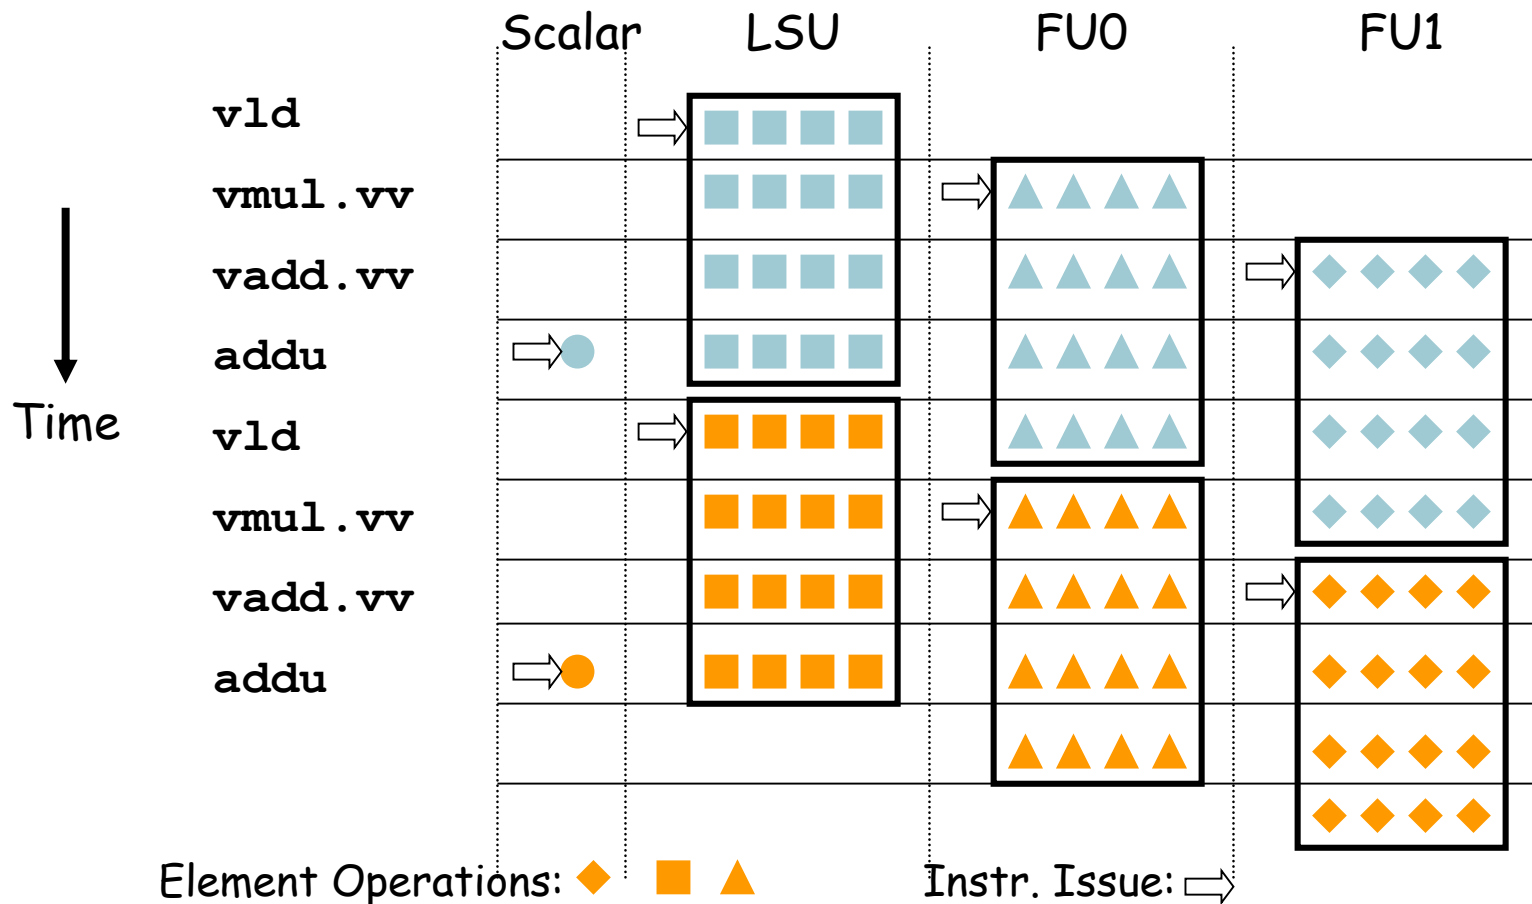 Scalar LSU FU0 FU1
vld
vmul.vv
vadd.vv
addu
Time
vld
vmul.vv
vadd.vv
addu
Element Operations: Instr. Issue: